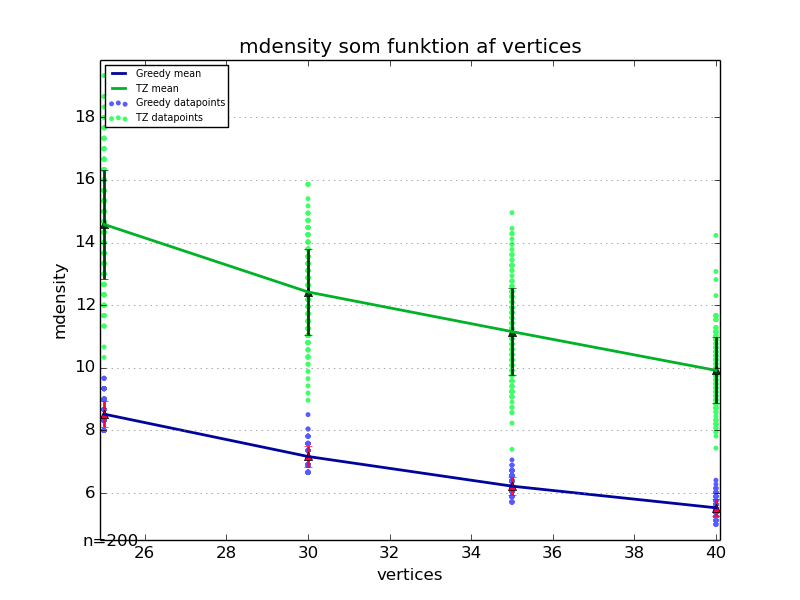 mdensity som funktion af vertices
Greedy mean
TZ mean
Greedy datapoints
TZ datapoints
mdensity
18
16
14
12
10
8
6
n=200
26
28
30
32
34
36
38
40
vertices